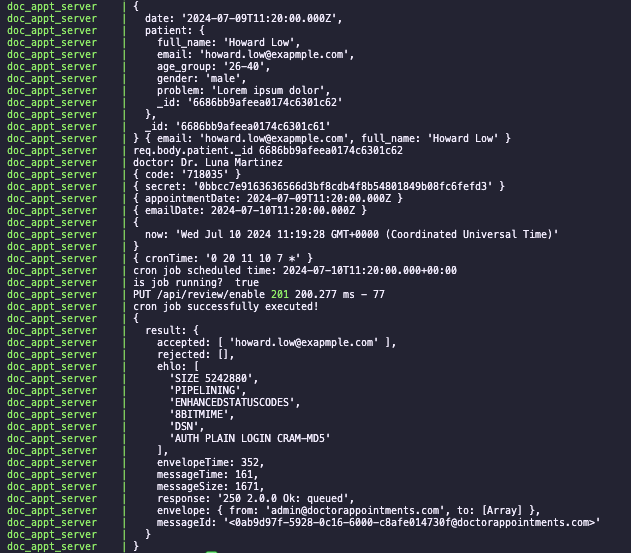 doc_appt_server | {
doc_appt_server |   date: '2024-07-09T11:20:00.000Z',
doc_appt_server |   patient: {
doc_appt_server |     full_name: 'Howard Low',
doc_appt_server |     email: 'howard.low@exapmple.com',
doc_appt_server |     age_group: '26-40',
doc_appt_server |     gender: 'male',
doc_appt_server |     problem: 'Lorem ipsum dolor',
doc_appt_server |     _id: '6686bb9afeea0174c6301c62'
doc_appt_server |   },
doc_appt_server |   _id: '6686bb9afeea0174c6301c61'
doc_appt_server | } { email: 'howard.low@exapmple.com', full_name: 'Howard Low' }
doc_appt_server | req.body.patient._id 6686bb9afeea0174c6301c62
doc_appt_server | doctor: Dr. Luna Martinez
doc_appt_server | { code: '718035' }
doc_appt_server | { secret: '0bbcc7e9163636566d3bf8cdb4f8b54801849b08fc6fefd3' }
doc_appt_server | { appointmentDate: 2024-07-09T11:20:00.000Z }
doc_appt_server | { emailDate: 2024-07-10T11:20:00.000Z }
doc_appt_server | {
doc_appt_server |   now: 'Wed Jul 10 2024 11:19:28 GMT+0000 (Coordinated Universal Time)'
doc_appt_server | }
doc_appt_server | { cronTime: '0 20 11 10 7 *' }
doc_appt_server | cron job scheduled time: 2024-07-10T11:20:00.000+00:00
doc_appt_server | is job running?  true
doc_appt_server | PUT /api/review/enable 201 200.277 ms - 77
doc_appt_server | cron job successfully executed!
doc_appt_server | {
doc_appt_server |   result: {
doc_appt_server |     accepted: [ 'howard.low@exapmple.com' ],
doc_appt_server |     rejected: [],
doc_appt_server |     ehlo: [
doc_appt_server |       'SIZE 5242880',
doc_appt_server |       'PIPELINING',
doc_appt_server |       'ENHANCEDSTATUSCODES',
doc_appt_server |       '8BITMIME',
doc_appt_server |       'DSN',
doc_appt_server |       'AUTH PLAIN LOGIN CRAM-MD5'
doc_appt_server |     ],
doc_appt_server |     envelopeTime: 352,
doc_appt_server |     messageTime: 161,
doc_appt_server |     messageSize: 1671,
doc_appt_server |     response: '250 2.0.0 Ok: queued',
doc_appt_server |     envelope: { from: 'admin@doctorappointments.com', to: [Array] },
doc_appt_server |     messageId: '<0ab9d97f-5928-0c16-6000-c8afe014730f@doctorappointments.com>'
doc_appt_server |   }
doc_appt_server | }